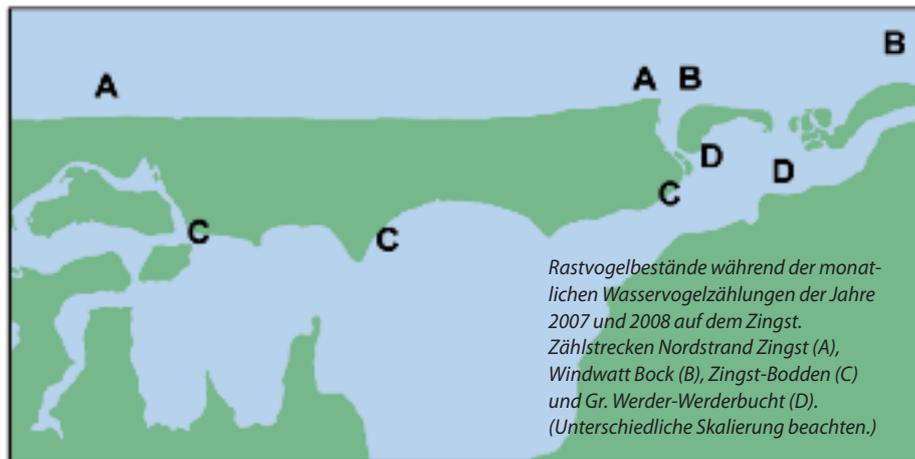 B
A
A B
D
D
C
C
C
Rastvogelbestände während der monat-
lichen Wasservogelzählungen der Jahre
2007 und 2008 auf dem Zingst.
Zählstrecken Nordstrand Zingst (A),
Windwatt Bock (B), Zingst-Bodden (C)
und Gr. Werder-Werderbucht (D).
(Unterschiedliche Skalierung beachten.)